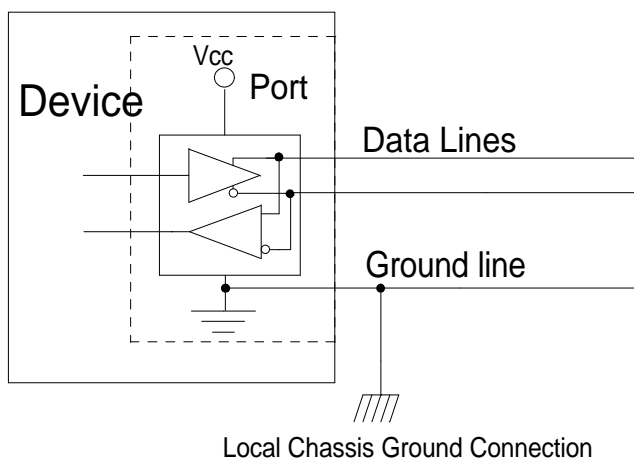 Vcc
Port
Device
Data Lines
Ground line
Local Chassis Ground Connection